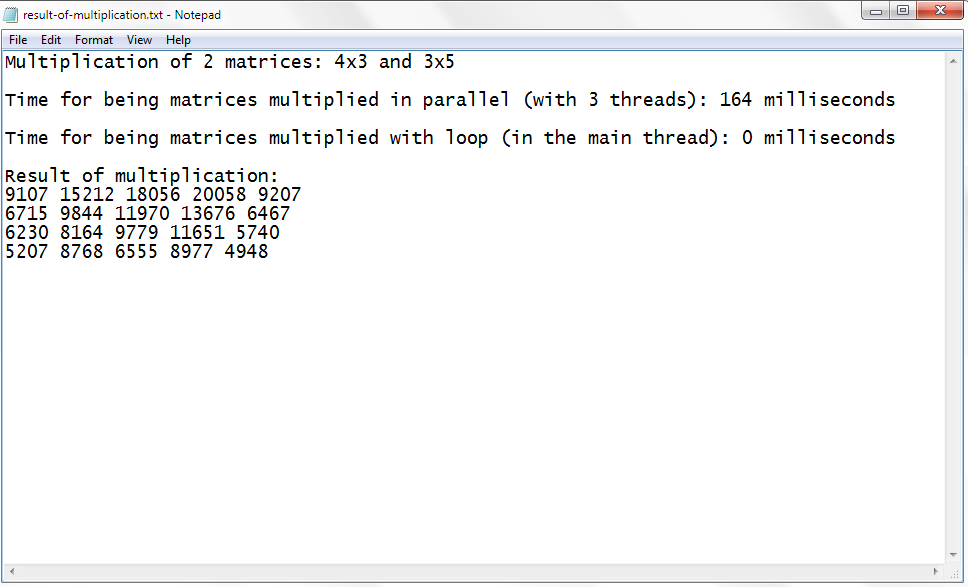 result-of-multiplication.txt - Notepad
File Edit Format View Help
Multiplication of 2 matrices: 4x3 and 3x5
Time for being matrices multiplied in parallel (with 3 threads): 164 milliseconds
Time for being matrices multiplied with loop (in the main thread): 0 milliseconds
Result of multiplication:
9107 15212 18056 20058 9207
6715 9844 11970 13676 6467
6230 8164 9779 11651 5740
5207 8768 6555 8977 4948